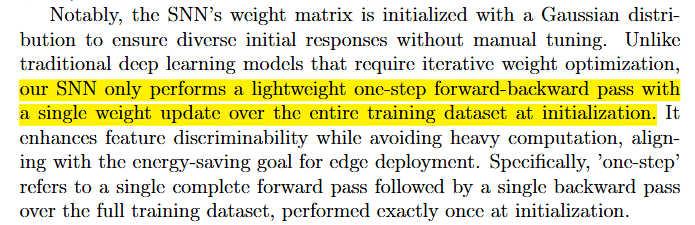 Notably, the SNN's weight matrix is initialized with a Gaussian distri-
bution to ensure diverse initial responses without manual tuning. Unlike
traditional deep learning models that require iterative weight optimization,
our SNN only performs a lightweight one-step forward-backward pass with
a single weight update over the entire training dataset at initialization. It
enhances feature discriminability while avoiding heavy computation, align-
ing with the energy-saving goal for edge deployment. Specifically, 'one-step'
refers to a single complete forward pass followed by a single backward pass
over the full training dataset, performed exactly once at initialization.